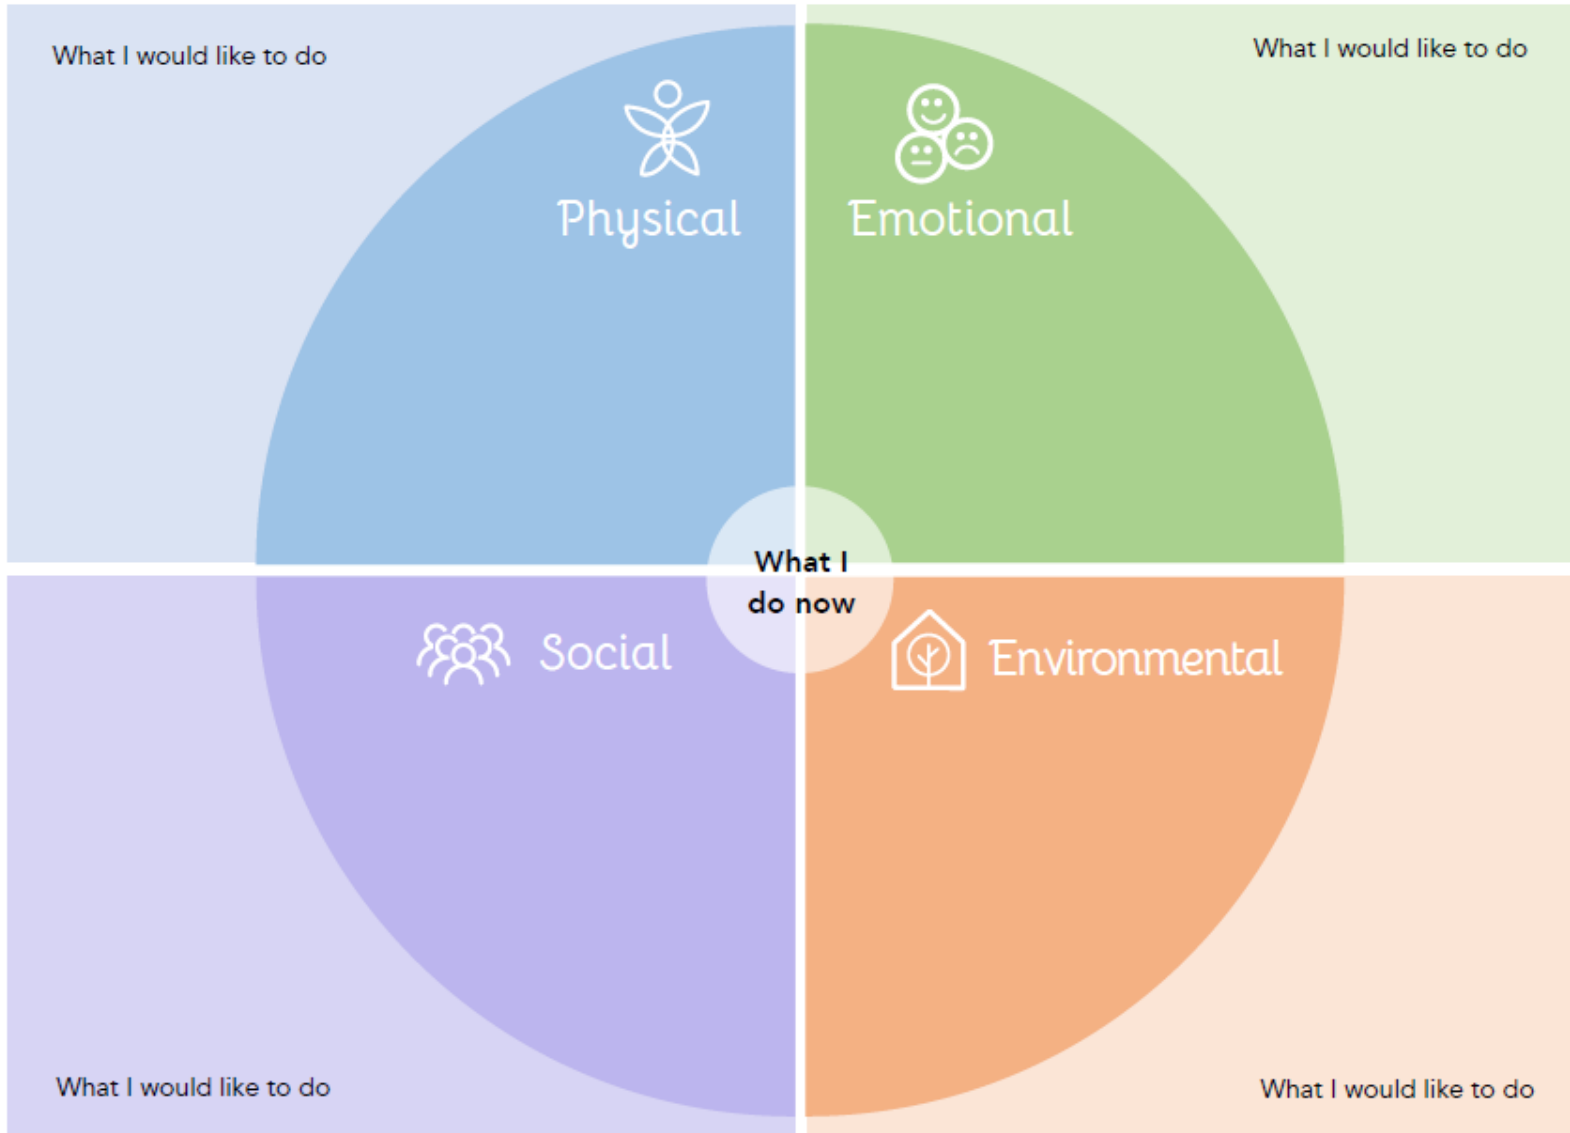 What I would like to do
What I would like to do
Physical
Emotional
What I
do now
Social
Environmental
What I would like to do
What I would like to do